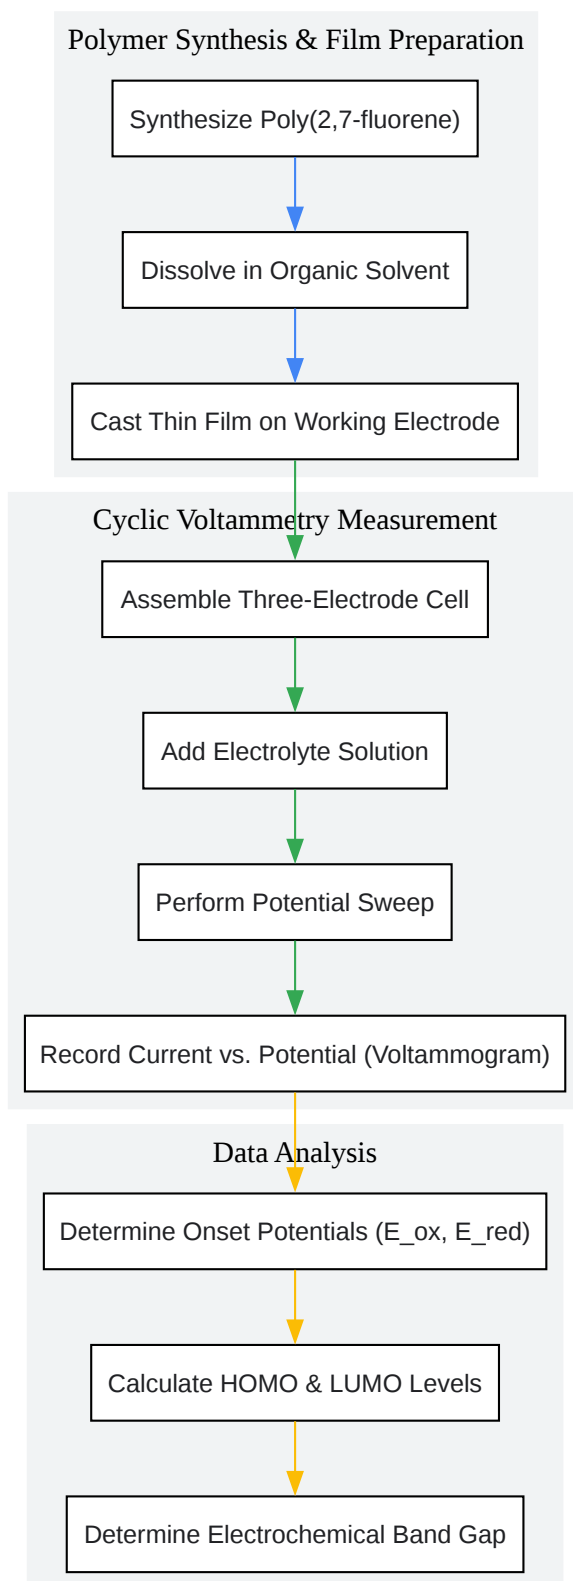 Polymer Synthesis & Film Preparation
Synthesize Poly(2,7-fluorene)
Dissolve in Organic Solvent
Cast Thin Film on Working Electrode
Cyclic Voltammetry Measurement
Assemble Three-Electrode Cell
Add Electrolyte Solution
Perform Potential Sweep
Record Current vs. Potential (Voltammogram)
Data Analysis
Determine Onset Potentials (E_ox, E_red)
Calculate HOMO & LUMO Levels
Determine Electrochemical Band Gap